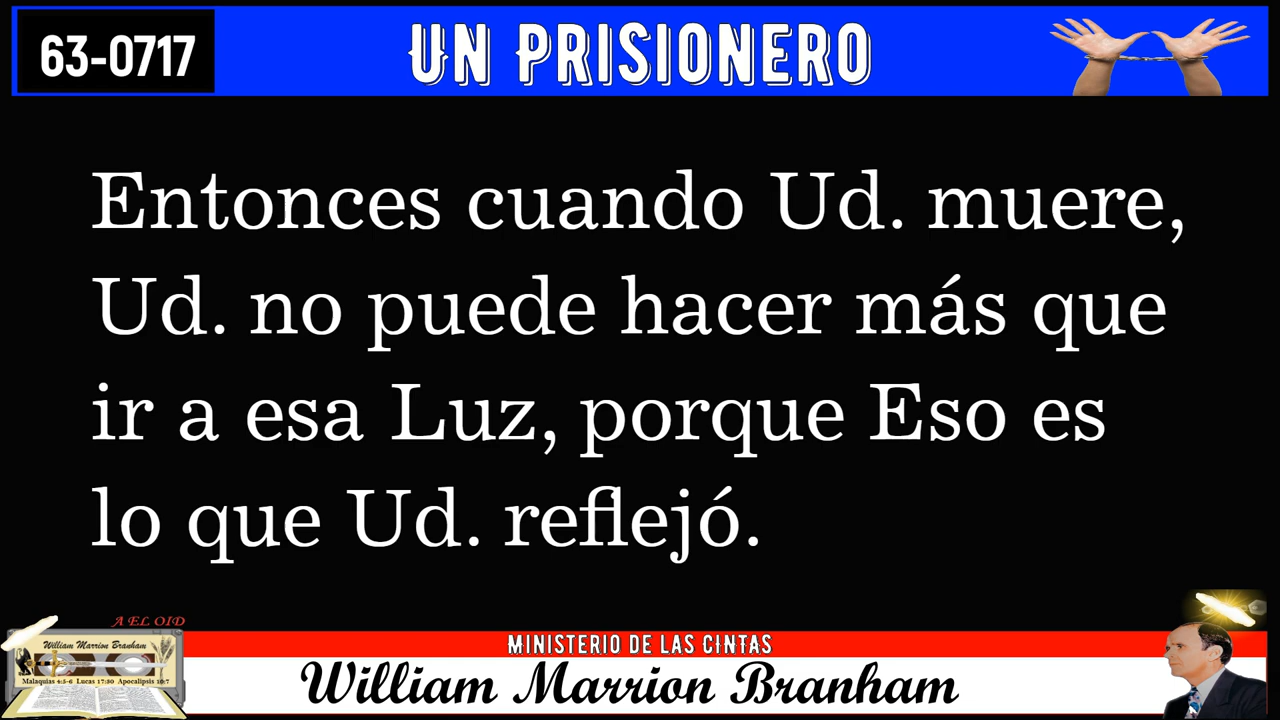 63-0717
UN PRISIONERO
Entonces cuando Ud. muere,
Ud. no puede hacer más que
ir a esa Luz, porque Eso es
lo que Ud. reflejó.
A EL OID
William Marrion Branham
Malaquías 4:5-6 Lucas 17:30 Apocalipsis 10:7
MINISTERIO DE LAS CINTAS
William Marrion Branham